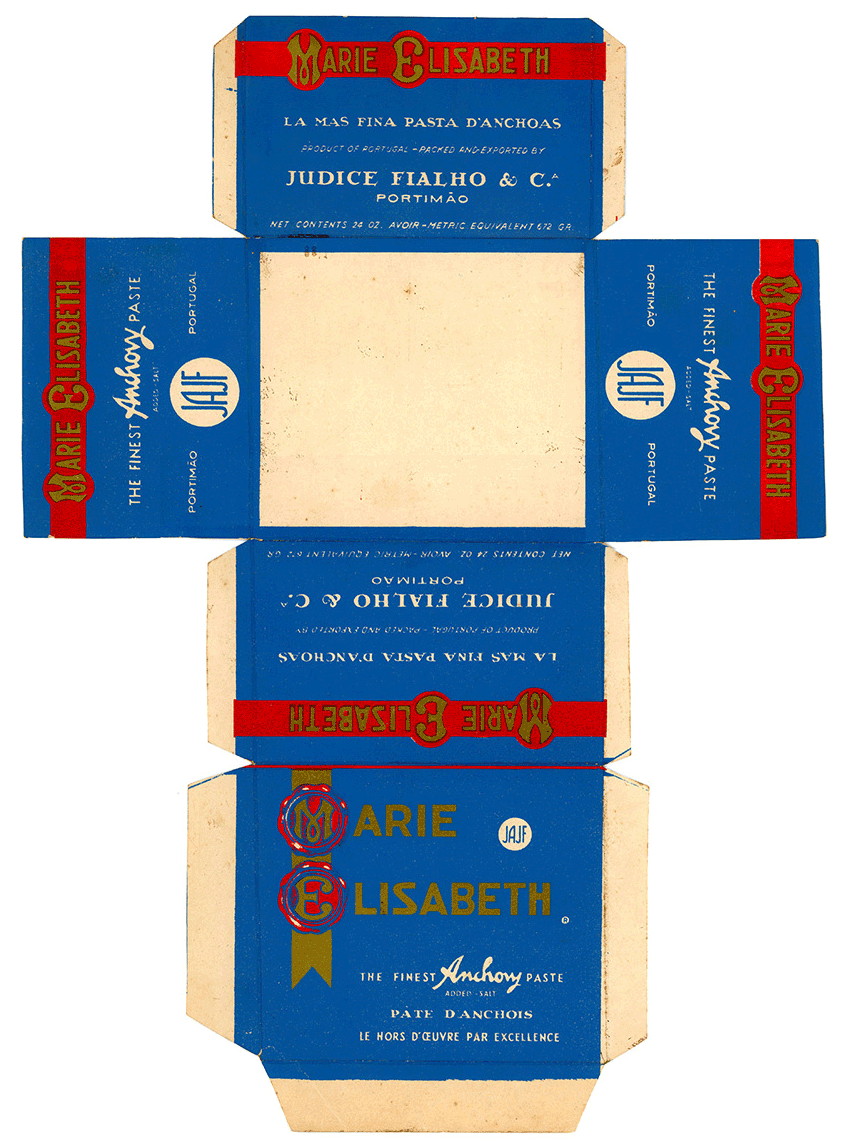 MARIE ELISABETH
LA MAS FINA PASTA D'ANCHOAS
PRODUCT OF PORTUGAL – PACKED AND EXPORTED BY
JUDICE FIALHO & C.ᴬ
PORTIMÃO
NET CONTENTS 24 OZ. AVOIR – METRIC EQUIVALENT 672 GR
MARIE ELISABETH
THE FINEST Anchovy PASTE
ADDED - SALT
PORTIMÃO JAJF PORTUGAL
MARIE ELISABETH
THE FINEST Anchovy PASTE
ADDED - SALT
PORTIMÃO JAJF PORTUGAL
MARIE ELISABETH
LA MAS FINA PASTA D'ANCHOAS
PRODUCT OF PORTUGAL – PACKED AND EXPORTED BY
JUDICE FIALHO & C.ᴬ
PORTIMAO
NET CONTENTS 24 OZ. AVOIR – METRIC EQUIVALENT 672 GR
MARIE JAJF
ELISABETH ®
THE FINEST Anchovy PASTE
ADDED - SALT
PÂTE D'ANCHOIS
LE HORS D'ŒUVRE PAR EXCELLENCE